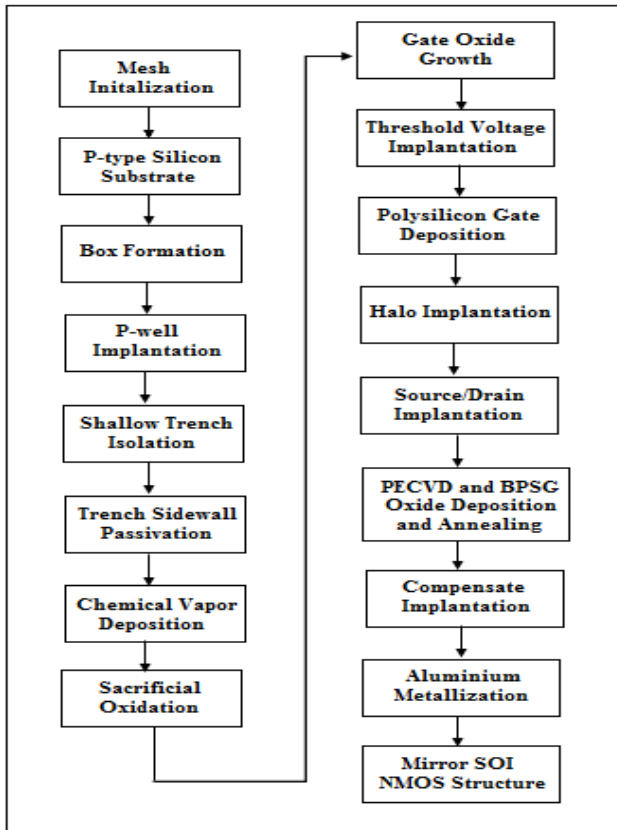 Mesh
Initalization
P-type Silicon
Substrate
Box Formation
P-well
Implantation
Shallow Trench
Isolation
Trench Sidewall
Passivation
Chemical Vapor
Deposition
Sacrificial
Oxidation
Gate Oxide
Growth
Threshold Voltage
Implantation
Polysilicon Gate
Deposition
Halo Implantation
Source/Drain
Implantation
PECVD and BPSG
Oxide Deposition
and Annealing
Compensate
Implantation
Aluminium
Metallization
Mirror SOI
NMOS Structure